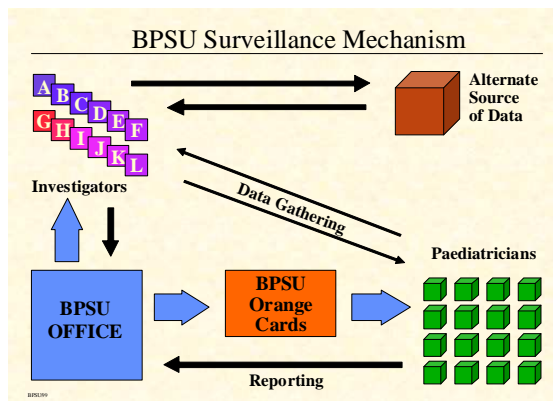 BPSU Surveillance Mechanism
A
B
C
D
E
F
G
H
I
J
K
L
Investigators
Alternate
Source
of Data
Data Gathering
Paediatricians
BPSU
OFFICE
BPSU
Orange
Cards
Reporting
BPSU99